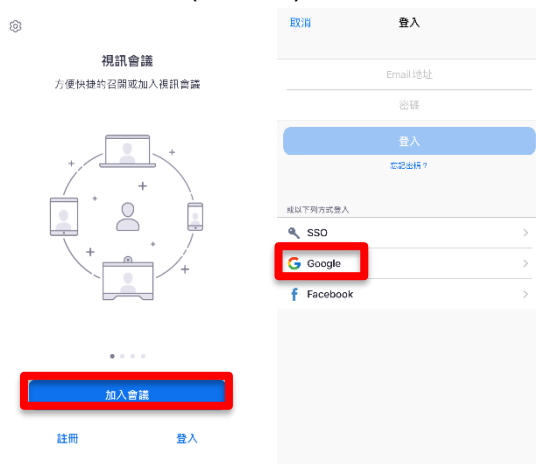 視訊會議
方便快捷的召開或加入視訊會議
加入會議
註冊
登入
取消
登入
Email 地址
密碼
登入
忘記密碼？
或以下列方式登入
SSO
Google
Facebook